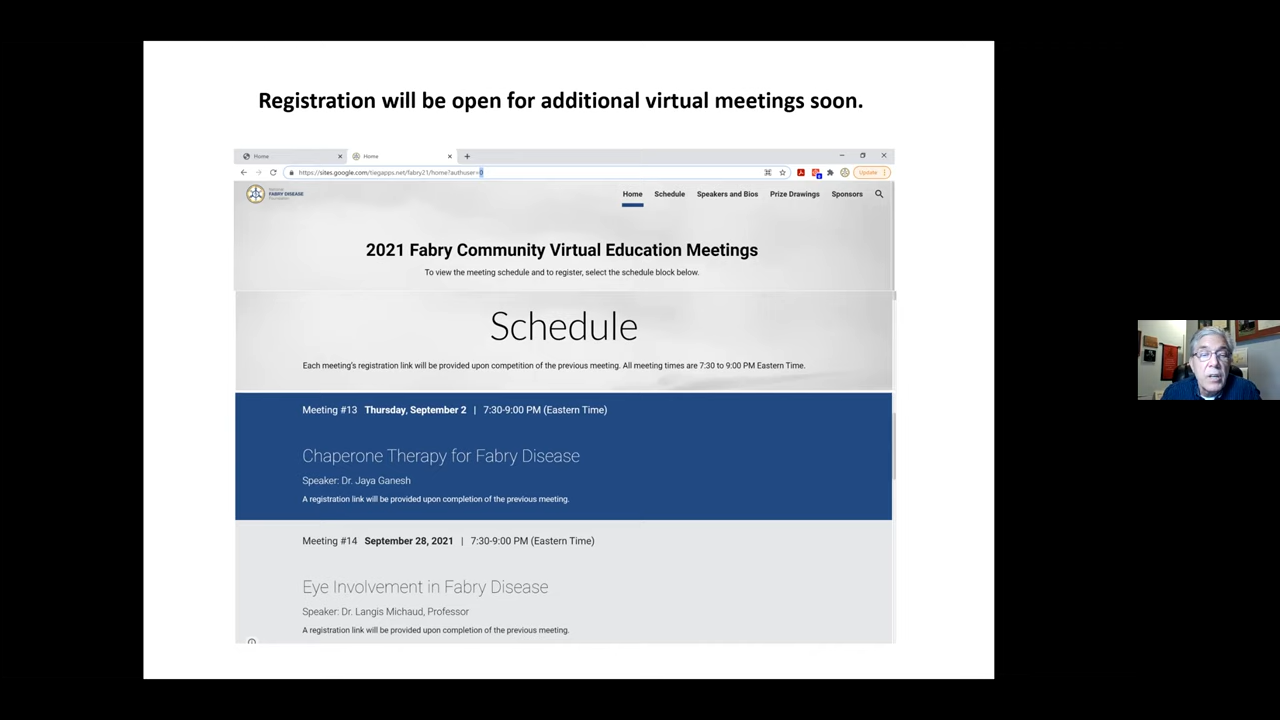 Registration will be open for additional virtual meetings soon.
Home
Home
https://sites.google.com/tiegapps.net/fabry21/home?authuser=0
Update
National
FABRY DISEASE
Foundation
Home Schedule Speakers and Bios Prize Drawings Sponsors
2021 Fabry Community Virtual Education Meetings
To view the meeting schedule and to register, select the schedule block below.
Schedule
Each meeting's registration link will be provided upon competition of the previous meeting. All meeting times are 7:30 to 9:00 PM Eastern Time.
Meeting #13 Thursday, September 2 | 7:30-9:00 PM (Eastern Time)
Chaperone Therapy for Fabry Disease
Speaker: Dr. Jaya Ganesh
A registration link will be provided upon completion of the previous meeting.
Meeting #14 September 28, 2021 | 7:30-9:00 PM (Eastern Time)
Eye Involvement in Fabry Disease
Speaker: Dr. Langis Michaud, Professor
A registration link will be provided upon completion of the previous meeting.